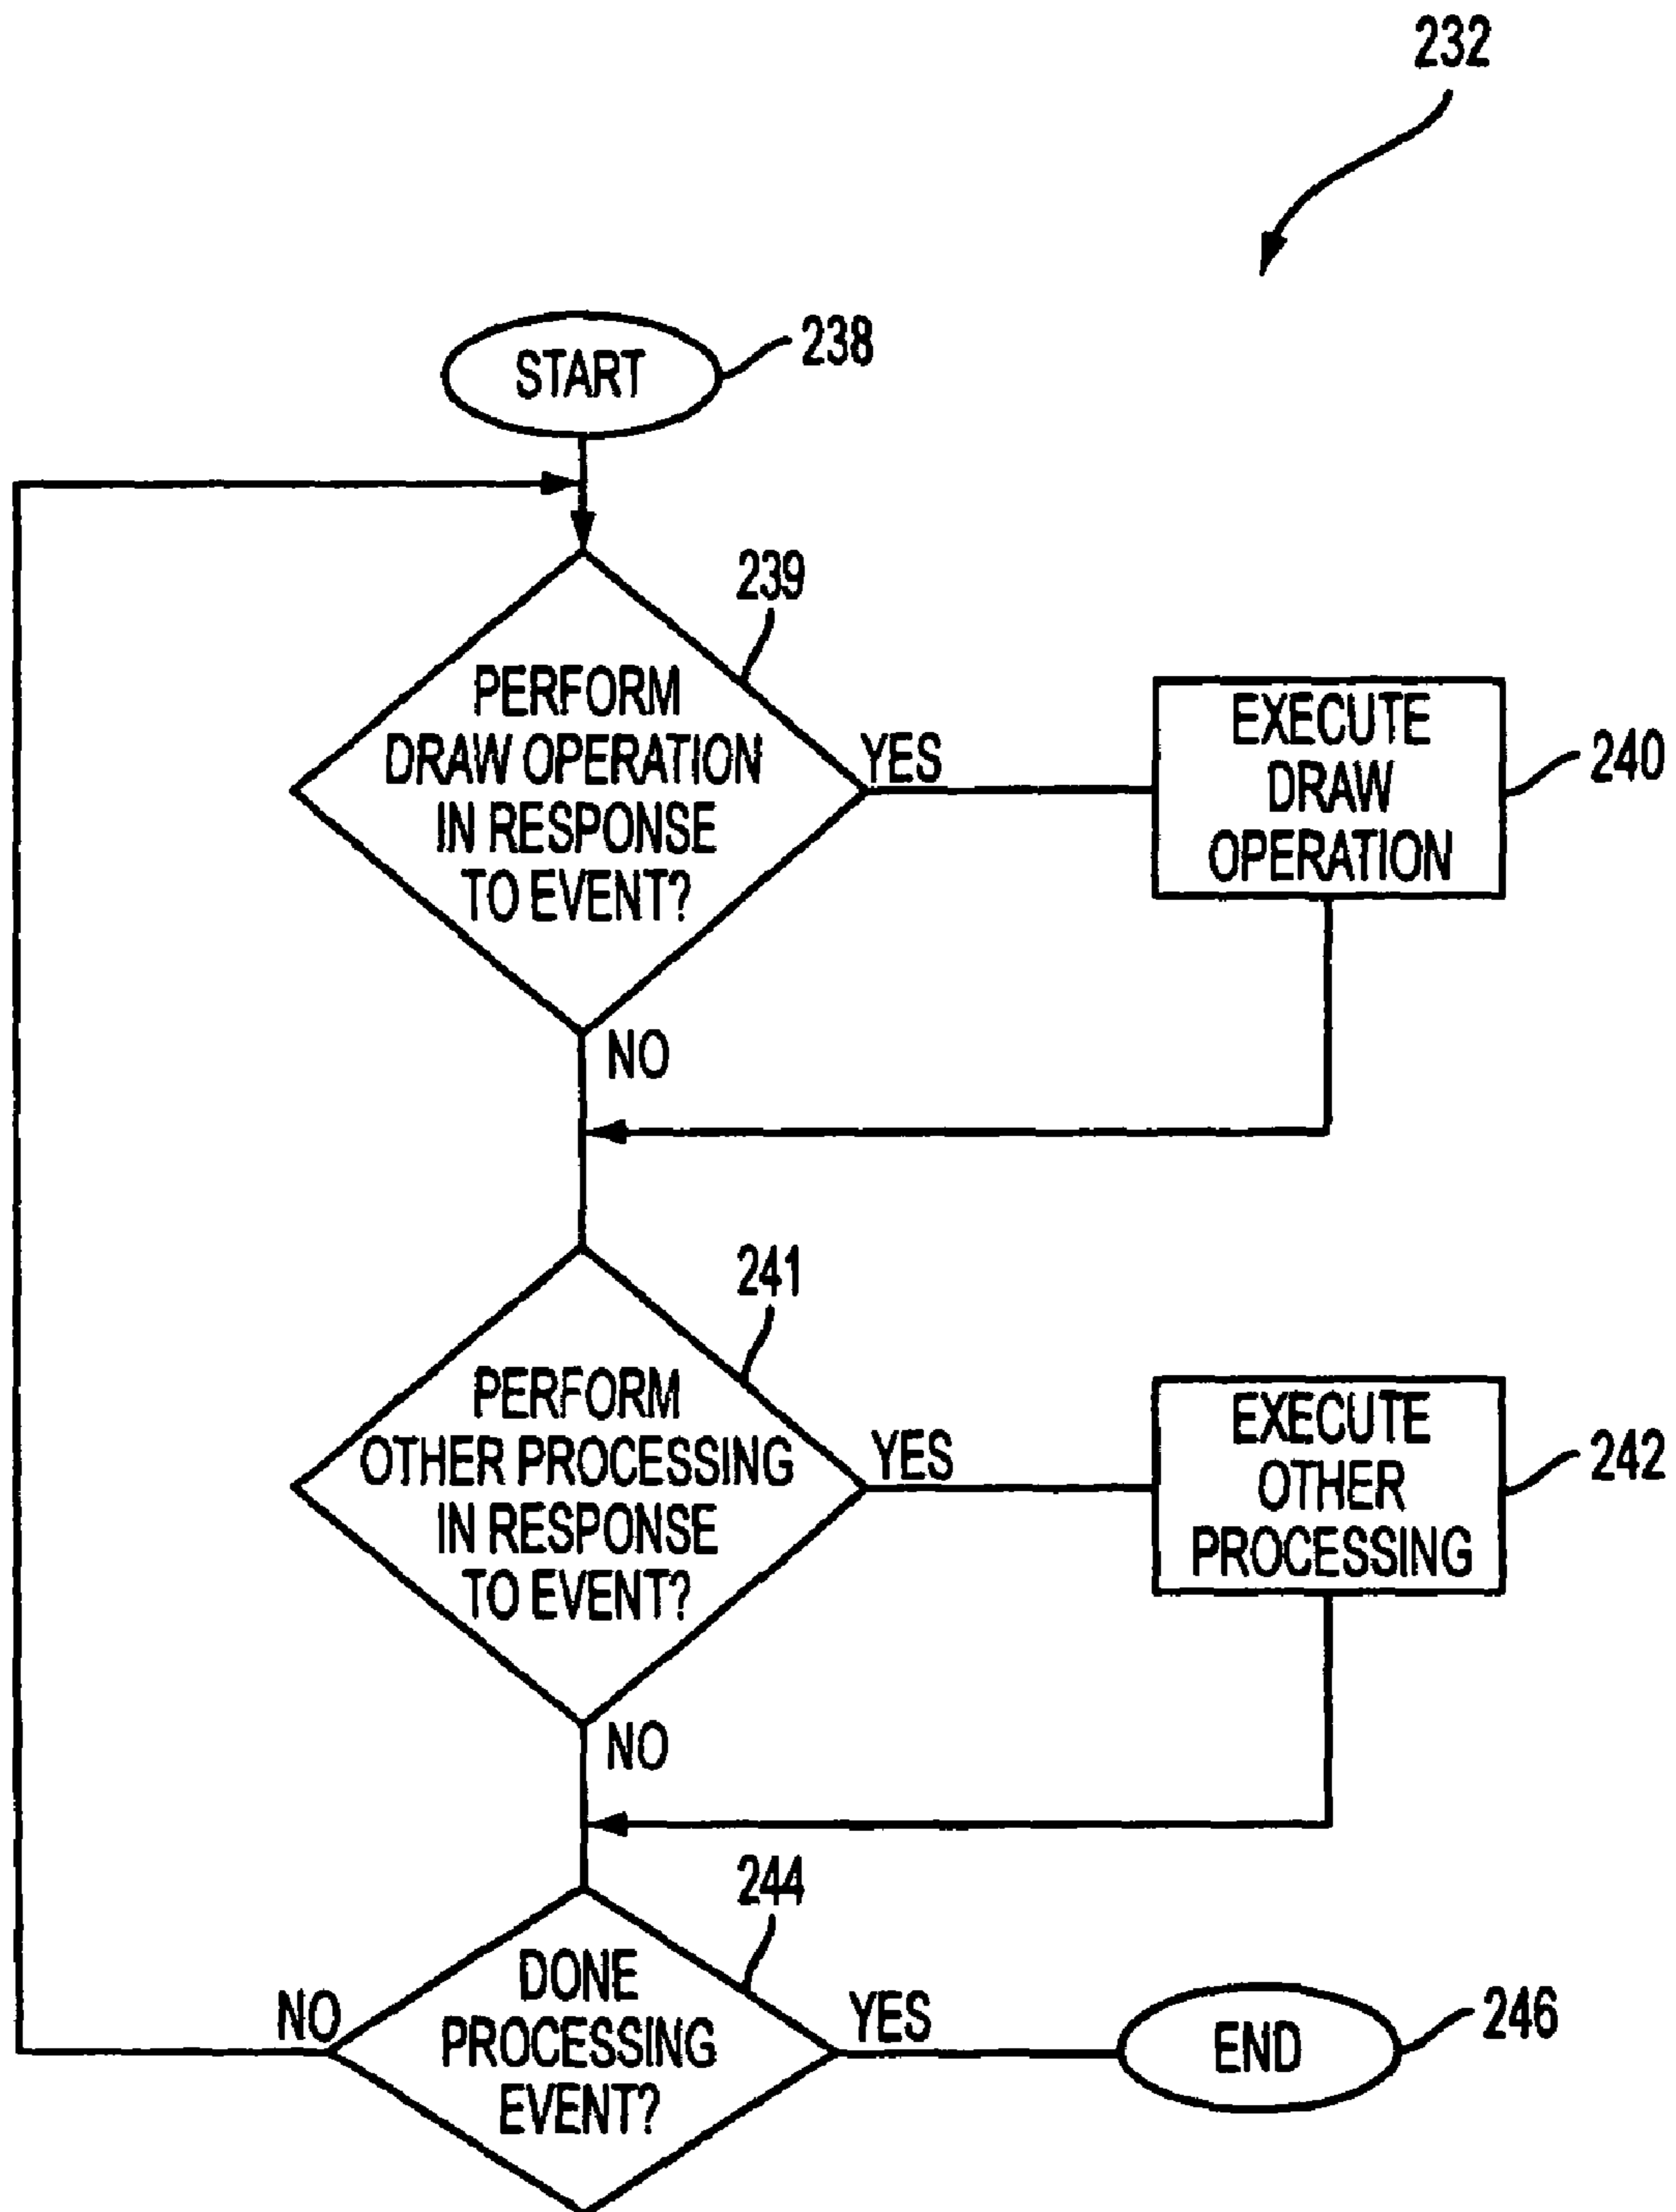 232
START
238
239
PERFORM
DRAW OPERATION
IN RESPONSE
TO EVENT?
YES
EXECUTE
DRAW
OPERATION
240
NO
241
PERFORM
OTHER PROCESSING
IN RESPONSE
TO EVENT?
YES
EXECUTE
OTHER
PROCESSING
242
NO
244
DONE
PROCESSING
EVENT?
NO
YES
END
246